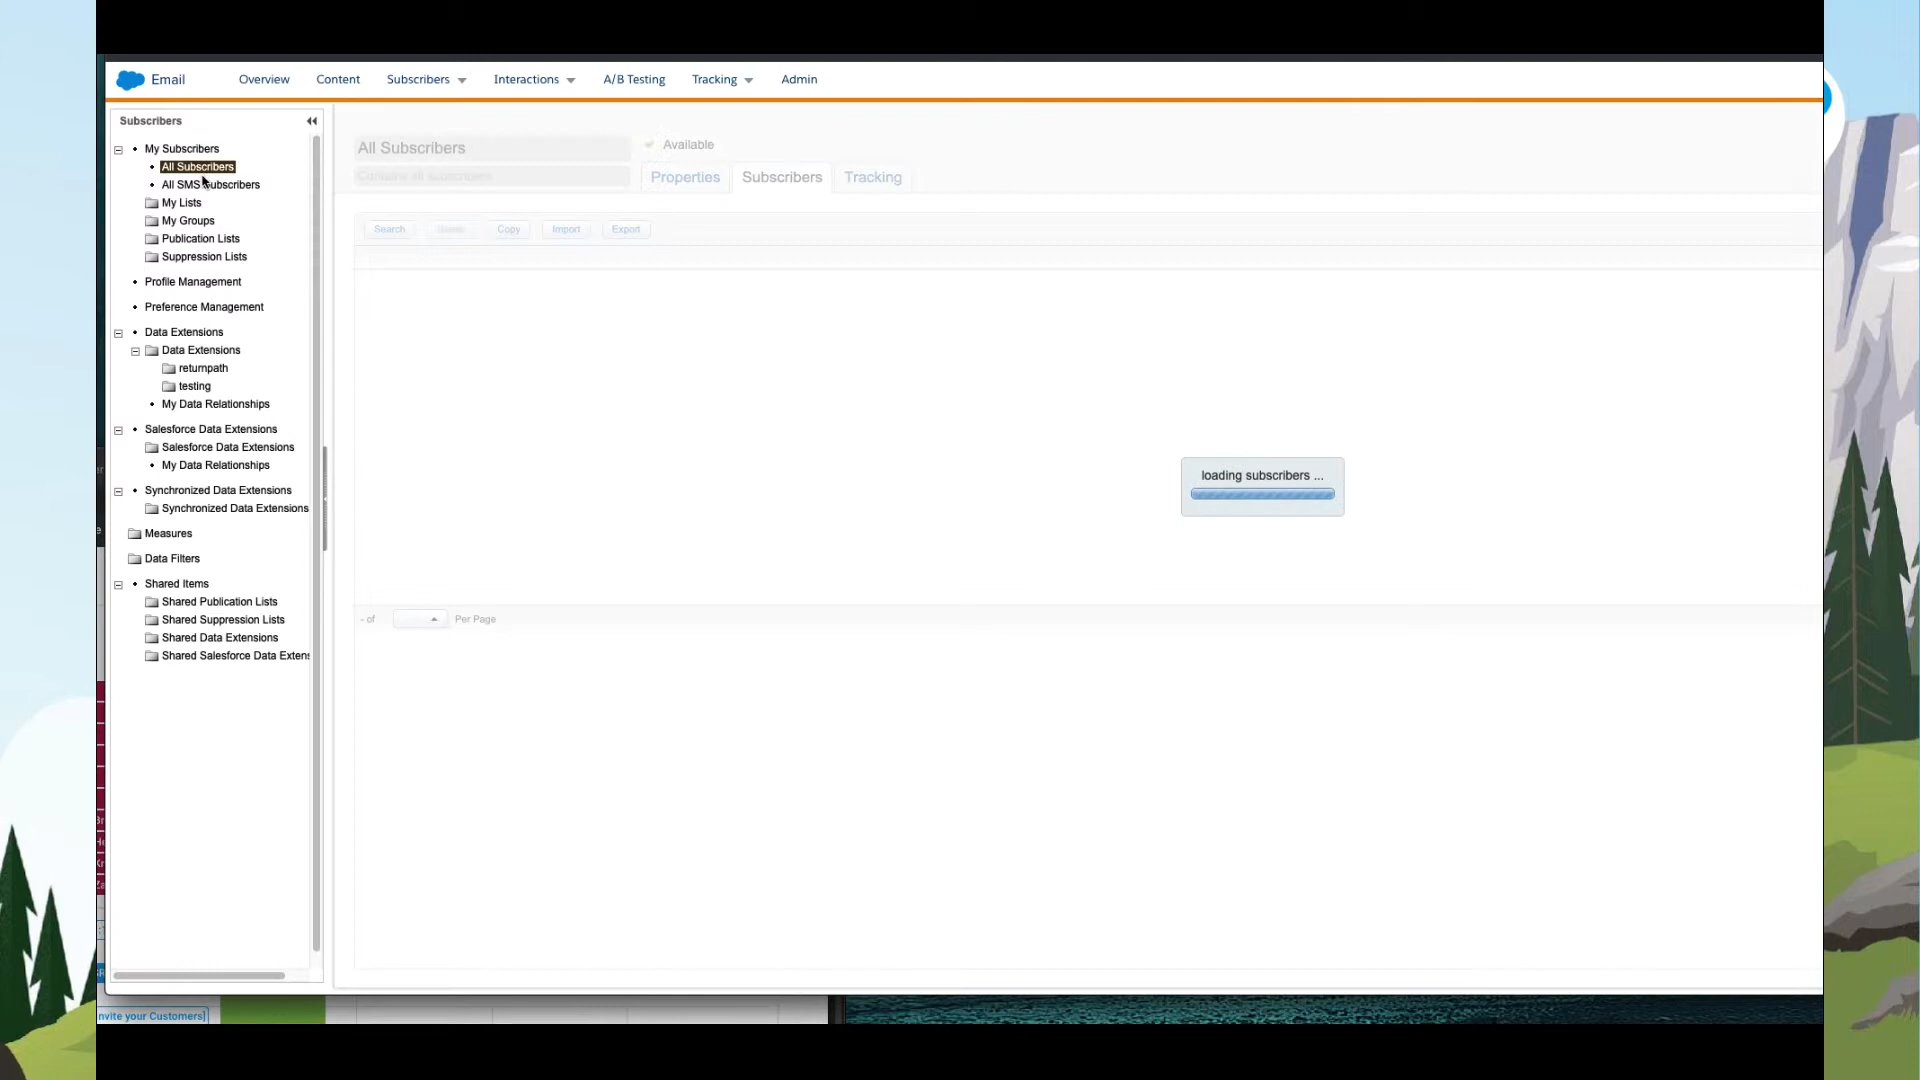 Email
Overview
Content
Subscribers
Interactions
A/B Testing
Tracking
Admin
Subscribers
My Subscribers
All Subscribers
All SMS Subscribers
My Lists
My Groups
Publication Lists
Suppression Lists
Profile Management
Preference Management
Data Extensions
Data Extensions
returnpath
testing
My Data Relationships
Salesforce Data Extensions
Salesforce Data Extensions
My Data Relationships
Synchronized Data Extensions
Synchronized Data Extensions
Measures
Data Filters
Shared Items
Shared Publication Lists
Shared Suppression Lists
Shared Data Extensions
Shared Salesforce Data Extens
All Subscribers
Available
Contains all subscribers
Properties
Subscribers
Tracking
Search
Copy
Import
Export
loading subscribers ...
- of
Per Page
nvite your Customers]